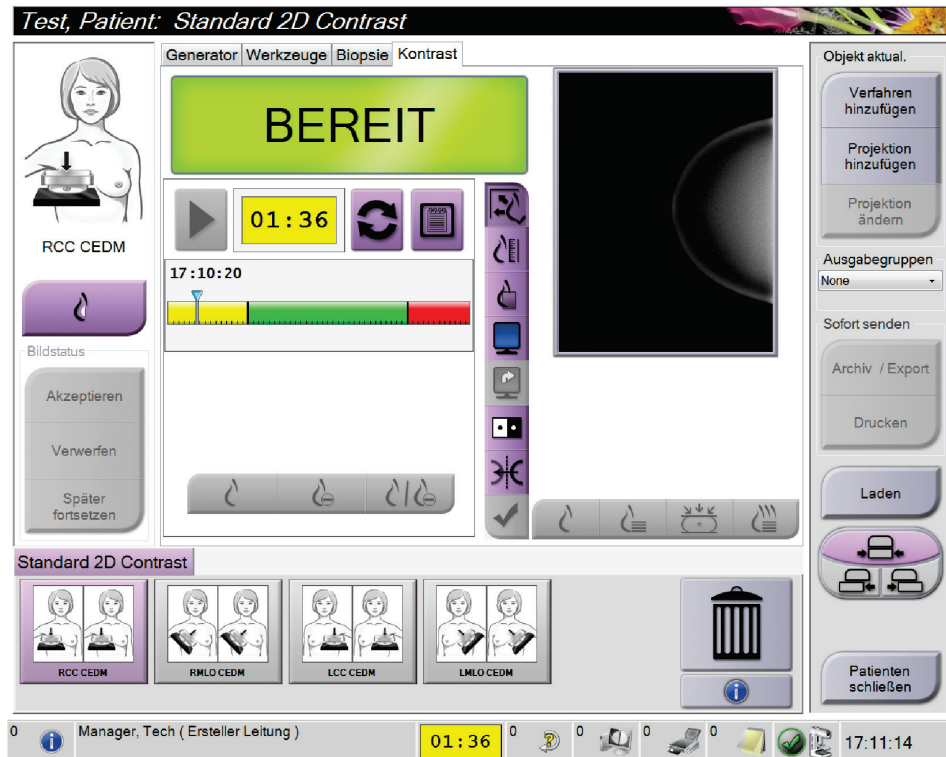 Test, Patient: Standard 2D Contrast
Generator Werkzeuge Biopsie Kontrast
BEREIT
01:36
17:10:20
RCC CEDM
Bildstatus
Akzeptieren
Verwerfen
Später
fortsetzen
Objekt aktual.
Verfahren
hinzufügen
Projektion
hinzufügen
Projektion
ändern
Ausgabegruppen
None
Sofort senden
Archiv / Export
Drucken
Laden
Patienten
schließen
Standard 2D Contrast
RCC CEDM
RMLO CEDM
LCC CEDM
LMLO CEDM
0 Manager, Tech ( Ersteller Leitung ) 01:36 0 0 0 0 17:11:14